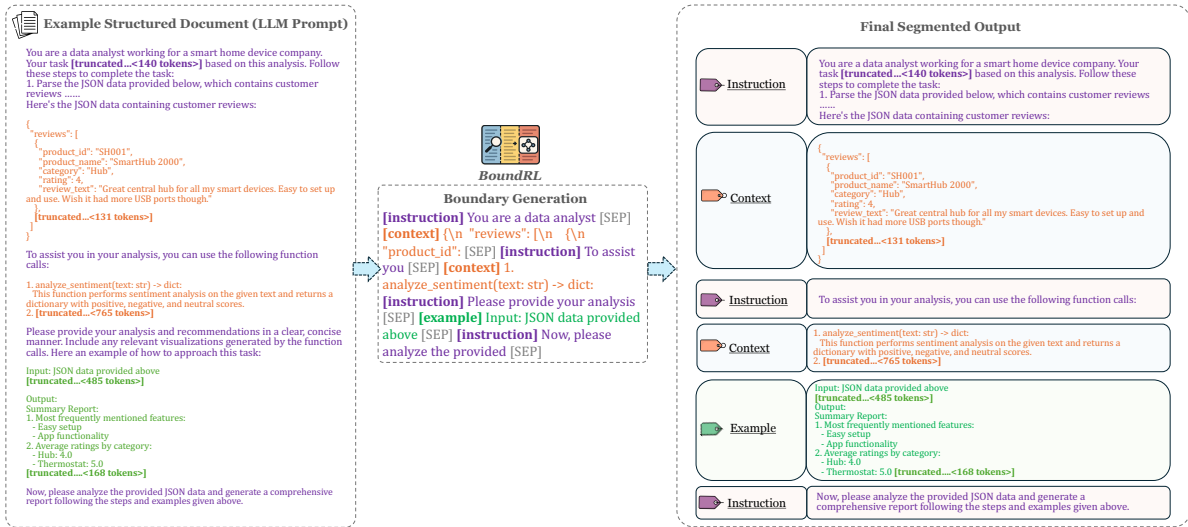 Example Structured Document (LLM Prompt)
You are a data analyst working for a smart home device company.
Your task [truncated...<140 tokens>] based on this analysis. Follow
these steps to complete the task:
1. Parse the JSON data provided below, which contains customer
reviews ......
Here's the JSON data containing customer reviews:
{
"reviews": [
{
"product_id": "SH001",
"product_name": "SmartHub 2000",
"category": "Hub",
"rating": 4,
"review_text": "Great central hub for all my smart devices. Easy to set up
and use. Wish it had more USB ports though."
},
[truncated...<131 tokens>]
]
}
To assist you in your analysis, you can use the following function
calls:
1. analyze_sentiment(text: str) -> dict:
This function performs sentiment analysis on the given text and returns a
dictionary with positive, negative, and neutral scores.
2. [truncated...<765 tokens>]
Please provide your analysis and recommendations in a clear, concise
manner. Include any relevant visualizations generated by the function
calls. Here an example of how to approach this task:
Input: JSON data provided above
[truncated...<485 tokens>]
Output:
Summary Report:
1. Most frequently mentioned features:
- Easy setup
- App functionality
2. Average ratings by category:
- Hub: 4.0
- Thermostat: 5.0
[truncated....<168 tokens>]
Now, please analyze the provided JSON data and generate a comprehensive
report following the steps and examples given above.
BoundRL
Boundary Generation
[instruction] You are a data analyst [SEP]
[context] {\n "reviews": [\n {\n
"product_id": [SEP] [instruction] To assist
you [SEP] [context] 1.
analyze_sentiment(text: str) -> dict:
[instruction] Please provide your analysis
[SEP] [example] Input: JSON data provided
above [SEP] [instruction] Now, please
analyze the provided [SEP]
Final Segmented Output
Instruction
You are a data analyst working for a smart home device company. Your
task [truncated...<140 tokens>] based on this analysis. Follow these
steps to complete the task:
1. Parse the JSON data provided below, which contains customer reviews
......
Here's the JSON data containing customer reviews:
Context
{
"reviews": [
{
"product_id": "SH001",
"product_name": "SmartHub 2000",
"category": "Hub",
"rating": 4,
"review_text": "Great central hub for all my smart devices. Easy to set up and
use. Wish it had more USB ports though."
},
[truncated...<131 tokens>]
]
}
Instruction
To assist you in your analysis, you can use the following function calls:
Context
1. analyze_sentiment(text: str) -> dict:
This function performs sentiment analysis on the given text and returns a
dictionary with positive, negative, and neutral scores.
2. [truncated...<765 tokens>]
Example
Input: JSON data provided above
[truncated...<485 tokens>]
Output:
Summary Report:
1. Most frequently mentioned features:
- Easy setup
- App functionality
2. Average ratings by category:
- Hub: 4.0
- Thermostat: 5.0 [truncated....<168 tokens>]
Instruction
Now, please analyze the provided JSON data and generate a
comprehensive report following the steps and examples given above.